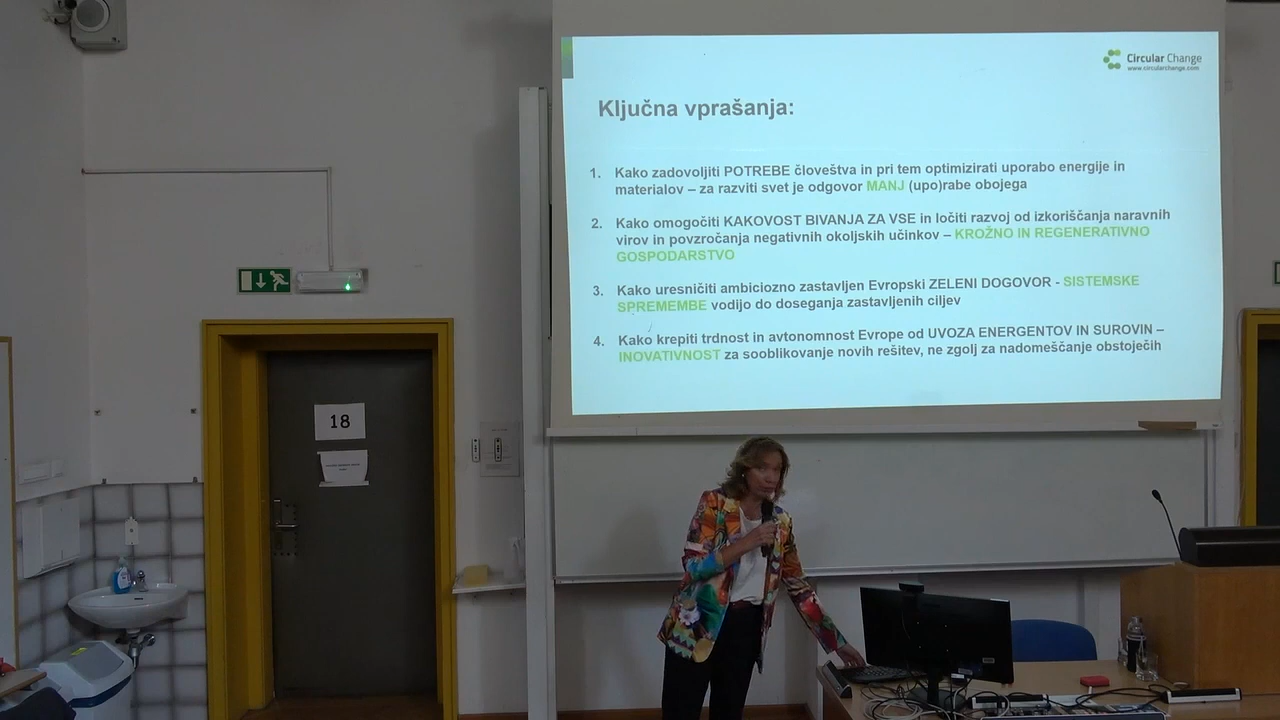 Circular Change
www.circularchange.com
Ključna vprašanja:
1. Kako zadovoljiti POTREBE človeštva in pri tem optimizirati uporabo energije in
materialov – za razviti svet je odgovor MANJ (upo)rabe obojega
2. Kako omogočiti KAKOVOST BIVANJA ZA VSE in ločiti razvoj od izkoriščanja naravnih
virov in povzročanja negativnih okoljskih učinkov – KROŽNO IN REGENERATIVNO
GOSPODARSTVO
3. Kako uresničiti ambiciozno zastavljen Evropski ZELENI DOGOVOR - SISTEMSKE
SPREMEMBE vodijo do doseganja zastavljenih ciljev
4. Kako krepiti trdnost in avtonomnost Evrope od UVOZA ENERGENTOV IN SUROVIN –
INOVATIVNOST za sooblikovanje novih rešitev, ne zgolj za nadomeščanje obstoječih
18